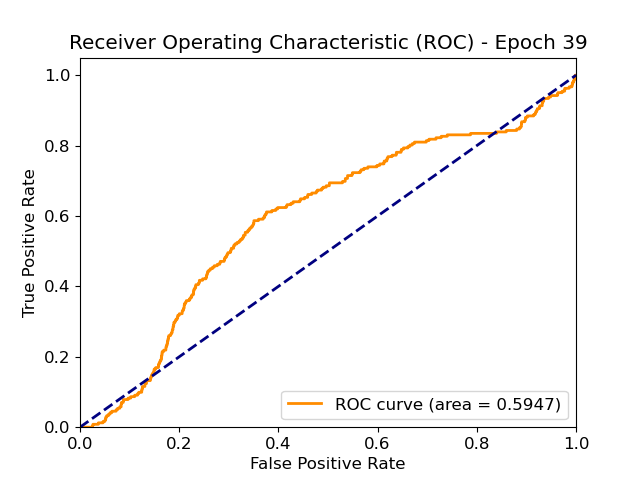 Receiver Operating Characteristic (ROC) - Epoch 39
True Positive Rate
1.0
0.8
0.6
0.4
0.2
0.0
ROC curve (area = 0.5947)
0.0 0.2 0.4 0.6 0.8 1.0
False Positive Rate